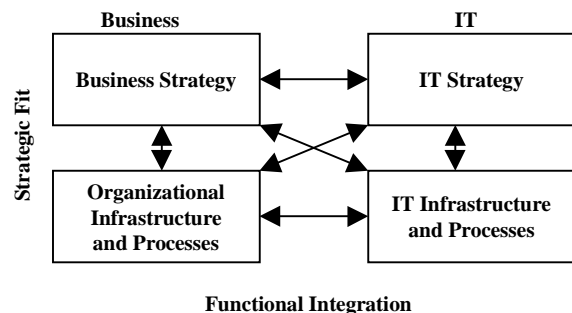 Business
IT
Business Strategy
IT Strategy
Strategic Fit
Organizational
Infrastructure
and Processes
IT Infrastructure
and Processes
Functional Integration